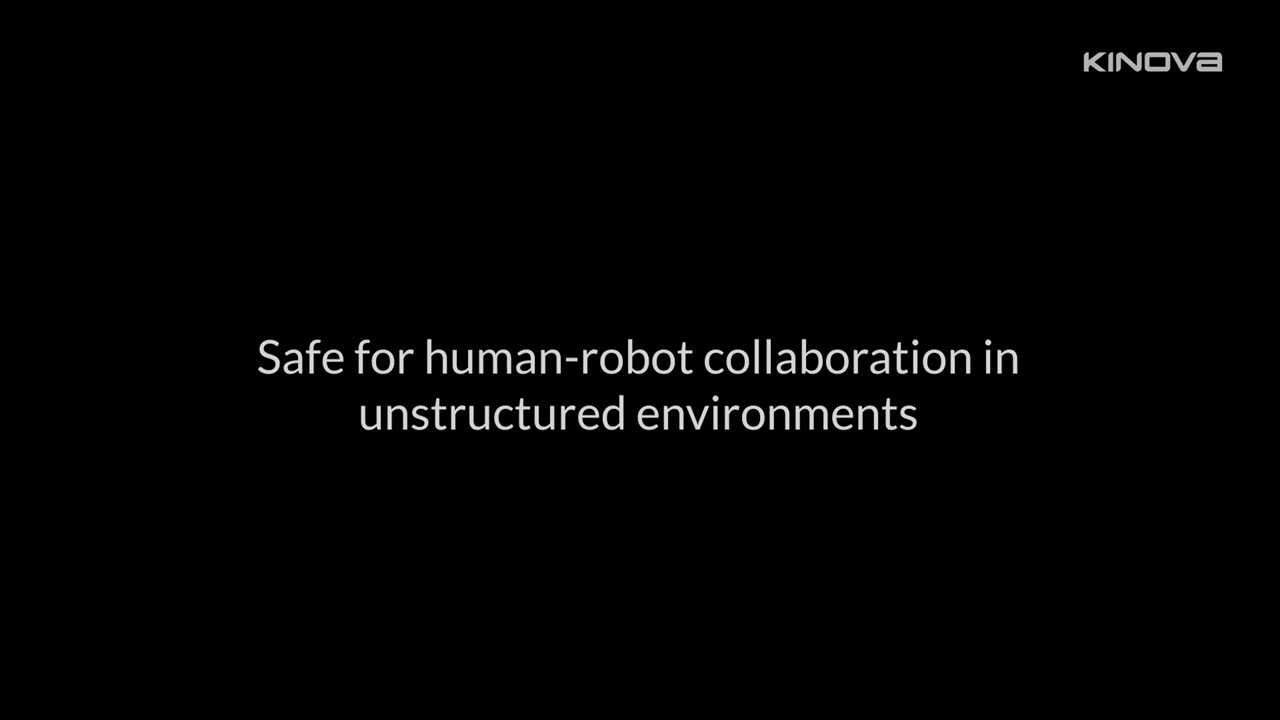 KINOVA
Safe for human-robot collaboration in
unstructured environments